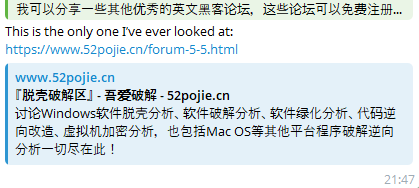 我可以分享一些其他优秀的英文黑客论坛，这些论坛可以免费注册...
This is the only one I've ever looked at:
https://www.52pojie.cn/forum-5-5.html
www.52pojie.cn
『脱壳破解区』 - 吾爱破解 - 52pojie.cn
讨论Windows软件脱壳分析、软件破解分析、软件绿化分析、代码逆
向改造、虚拟机加密分析，也包括Mac OS等其他平台程序破解逆向
分析一切尽在此！
21:47